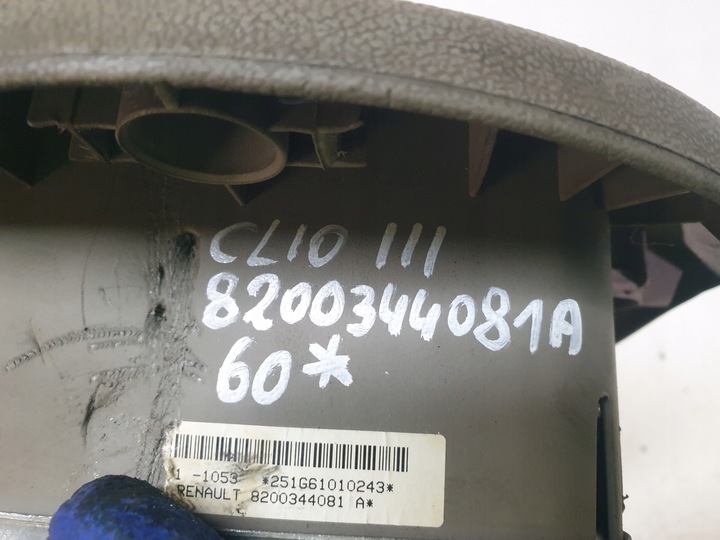 CLIO III
8200344081A
60*
1 -1053 *251G61010243*
RENAULT 8200344081 A*